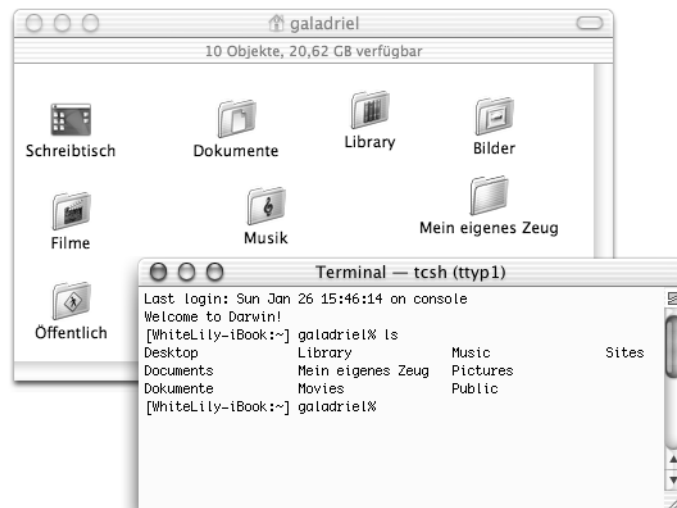 galadriel
10 Objekte, 20,62 GB verfügbar
Schreibtisch Dokumente Library Bilder
Filme Musik Mein eigenes Zeug
Öffentlich
Terminal — tcsh (ttyp1)
Last login: Sun Jan 26 15:46:14 on console
Welcome to Darwin!
[WhiteLily-iBook:~] galadriel% ls
Desktop Library Music Sites
Documents Mein eigenes Zeug Pictures
Dokumente Movies Public
[WhiteLily-iBook:~] galadriel%